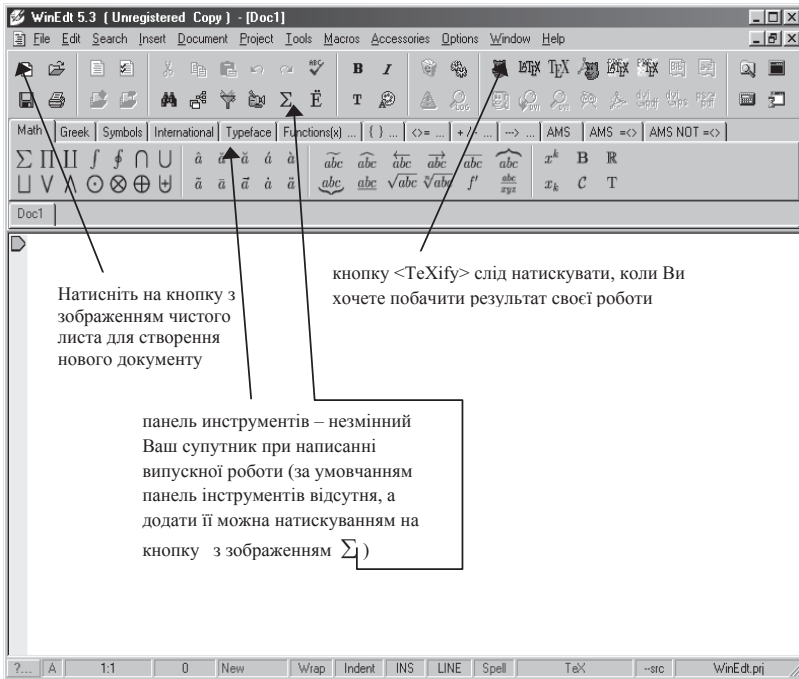 WinEdt 5.3 ( Unregistered Copy ) - [Doc1]
File Edit Search Insert Document Project Tools Macros Accessories Options Window Help
Math Greek Symbols International Typeface Functions(x) ... { } ... <>= ... + /- ... --> ... AMS AMS =<> AMS NOT =<>
Doc1
кнопку <TeXify> слід натискувати, коли Ви
хочете побачити результат своєї роботи
Натисніть на кнопку з
зображенням чистого
листа для створення
нового документу
панель инструментів – незмінний
Ваш супутник при написанні
випускної роботи (за умовчанням
панель інструментів відсутня, а
додати її можна натискуванням на
кнопку з зображенням ∑ )
?... A 1:1 0 New Wrap Indent INS LINE Spell TeX --src WinEdt.prj